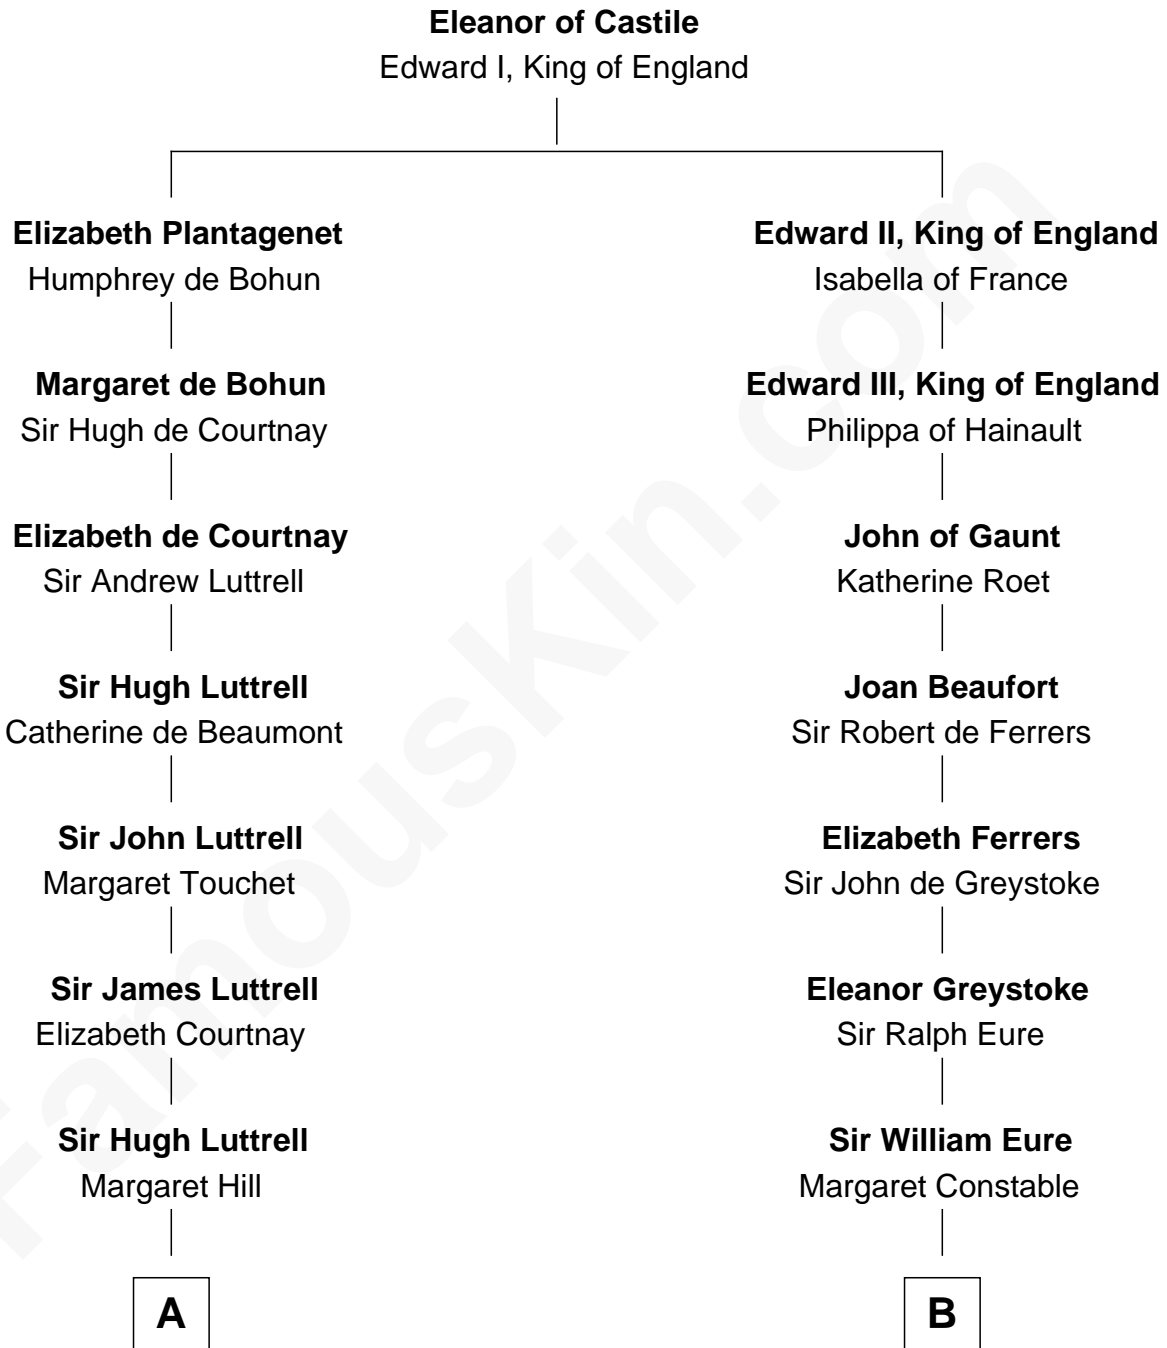 Eleanor of Castile
Edward I, King of England
Elizabeth Plantagenet
Humphrey de Bohun
Edward II, King of England
Isabella of France
Margaret de Bohun
Sir Hugh de Courtnay
Edward III, King of England
Philippa of Hainault
Elizabeth de Courtnay
Sir Andrew Luttrell
John of Gaunt
Katherine Roet
Sir Hugh Luttrell
Catherine de Beaumont
Joan Beaufort
Sir Robert de Ferrers
Sir John Luttrell
Margaret Touchet
Elizabeth Ferrers
Sir John de Greystoke
Sir James Luttrell
Elizabeth Courtnay
Eleanor Greystoke
Sir Ralph Eure
Sir Hugh Luttrell
Margaret Hill
Sir William Eure
Margaret Constable
A
B
FamousKin.com